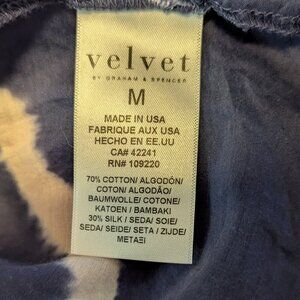 velvet
BY GRAHAM & SPENCER
M
MADE IN USA
FABRIQUE AUX USA
HECHO EN EE.UU
CA# 42241
RN# 109220
70% COTTON/ ALGODÓN/
COTON/ ALGODÃO/
BAUMWOLLE/ COTONE/
KATOEN / BAMBAKI
30% SILK / SEDA/ SOIE/
SEDA/ SEIDE/ SETA / ZIJDE/
METAΞI